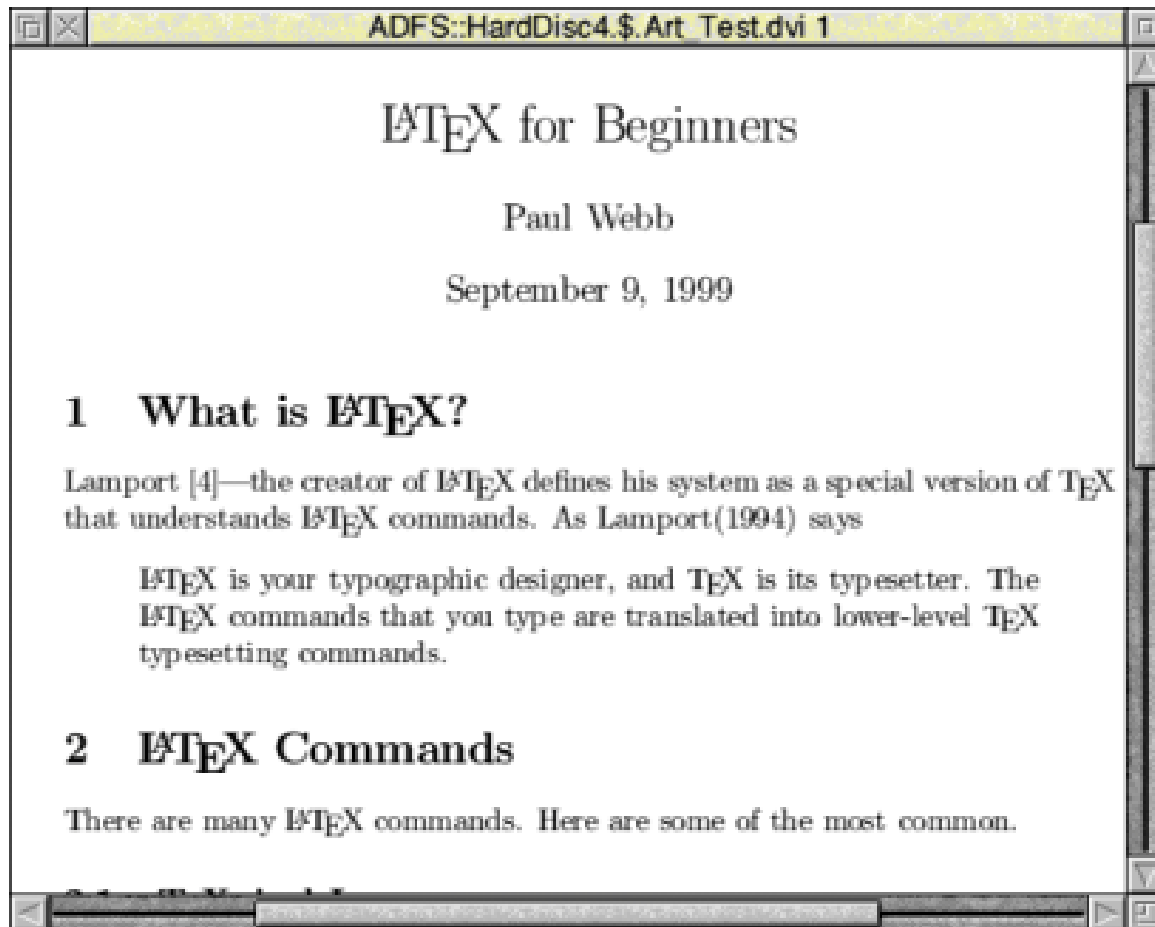 ADFS::HardDisc4.$.Art_Test.dvi 1
LATEX for Beginners
Paul Webb
September 9, 1999
1 What is LATEX?
Lamport [4]—the creator of LATEX defines his system as a special version of TEX
that understands LATEX commands. As Lamport(1994) says
LATEX is your typographic designer, and TEX is its typesetter. The
LATEX commands that you type are translated into lower-level TEX
typesetting commands.
2 LATEX Commands
There are many LATEX commands. Here are some of the most common.